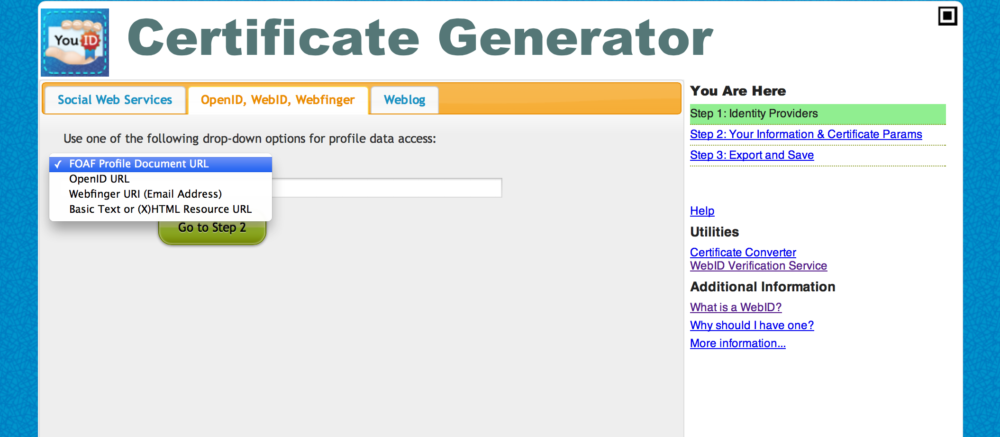 You ID
Certificate Generator
Social Web Services
OpenID, WebID, Webfinger
Weblog
Use one of the following drop-down options for profile data access:
✓ FOAF Profile Document URL
OpenID URL
Webfinger URI (Email Address)
Basic Text or (X)HTML Resource URL
Go to Step 2
You Are Here
Step 1: Identity Providers
Step 2: Your Information & Certificate Params
Step 3: Export and Save
Help
Utilities
Certificate Converter
WebID Verification Service
Additional Information
What is a WebID?
Why should I have one?
More information...